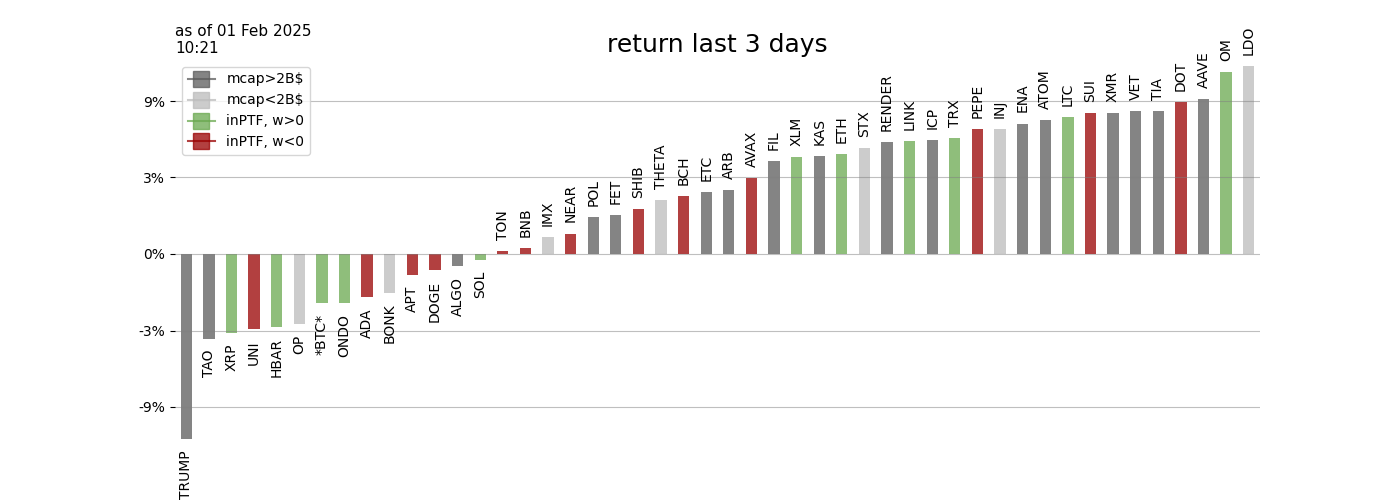 as of 01 Feb 2025
10:21
return last 3 days
mcap>2B$
mcap<2B$
inPTF, w>0
inPTF, w<0
9%
3%
0%
-3%
-9%
TRUMP
TAO
XRP
UNI
HBAR
OP
*BTC*
ONDO
ADA
BONK
APT
DOGE
ALGO
SOL
TON
BNB
IMX
NEAR
POL
FET
SHIB
THETA
BCH
ETC
ARB
AVAX
FIL
XLM
KAS
ETH
STX
RENDER
LINK
ICP
TRX
PEPE
INJ
ENA
ATOM
LTC
SUI
XMR
VET
TIA
DOT
AAVE
OM
LDO